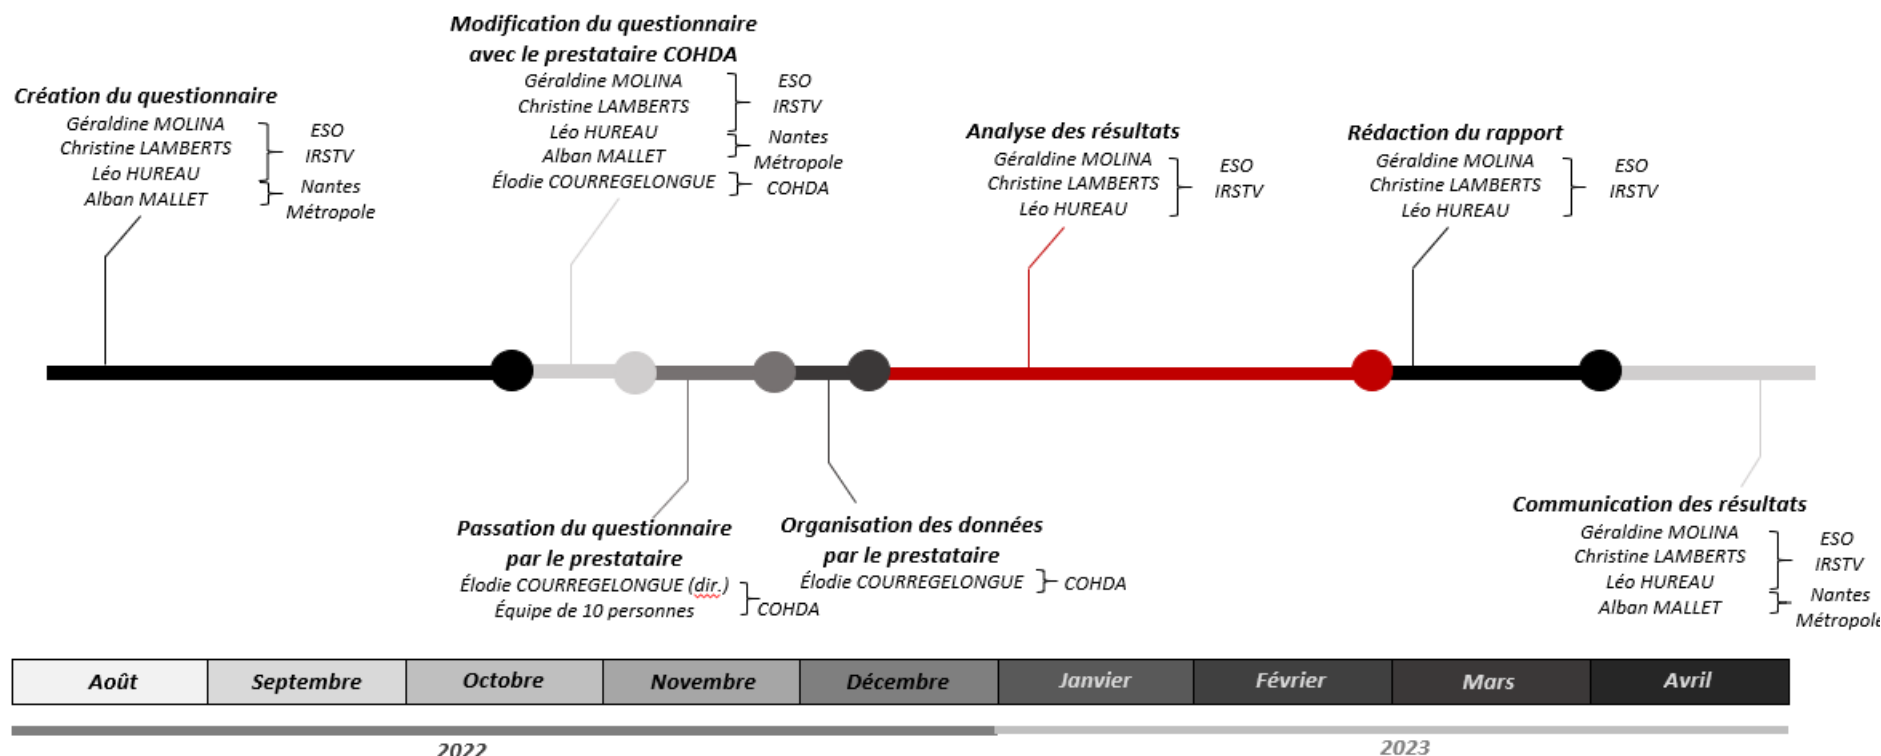 Création du questionnaire
Géraldine MOLINA
Christine LAMBERTS
Léo HUREAU
Alban MALLET
ESO
IRSTV
Nantes
Métropole
Modification du questionnaire
avec le prestataire COHDA
Géraldine MOLINA
Christine LAMBERTS
Léo HUREAU
Alban MALLET
Élodie COURREGELONGUE
ESO
IRSTV
Nantes
Métropole
COHDA
Analyse des résultats
Géraldine MOLINA
Christine LAMBERTS
Léo HUREAU
ESO
IRSTV
Rédaction du rapport
Géraldine MOLINA
Christine LAMBERTS
Léo HUREAU
ESO
IRSTV
Passation du questionnaire
par le prestataire
Élodie COURREGELONGUE (dir.)
Équipe de 10 personnes
COHDA
Organisation des données
par le prestataire
Élodie COURREGELONGUE
COHDA
Communication des résultats
Géraldine MOLINA
Christine LAMBERTS
Léo HUREAU
Alban MALLET
ESO
IRSTV
Nantes
Métropole
Août
Septembre
Octobre
Novembre
Décembre
Janvier
Février
Mars
Avril
2022
2023